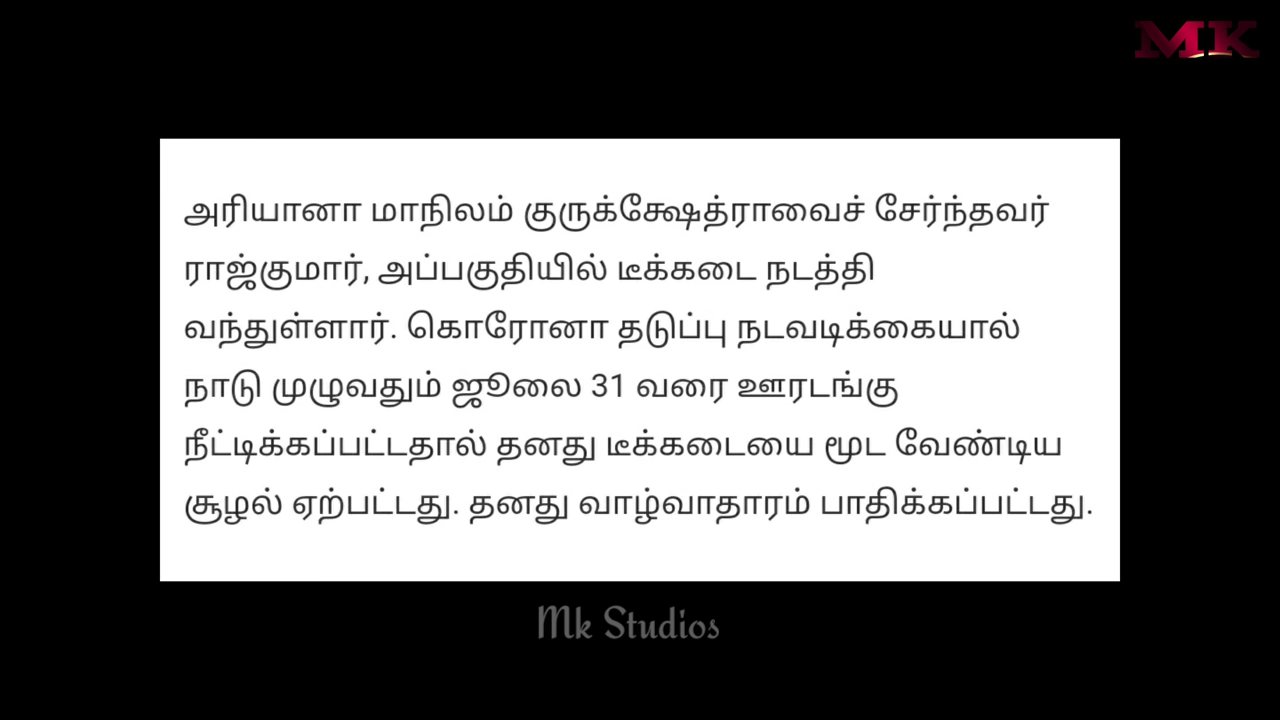 MK
அரியானா மாநிலம் குருக்ஷேத்ராவைச் சேர்ந்தவர்
ராஜ்குமார், அப்பகுதியில் டீக்கடை நடத்தி
வந்துள்ளார். கொரோனா தடுப்பு நடவடிக்கையால்
நாடு முழுவதும் ஜூலை 31 வரை ஊரடங்கு
நீட்டிக்கப்பட்டதால் தனது டீக்கடையை மூட வேண்டிய
சூழல் ஏற்பட்டது. தனது வாழ்வாதாரம் பாதிக்கப்பட்டது.
Mk Studios